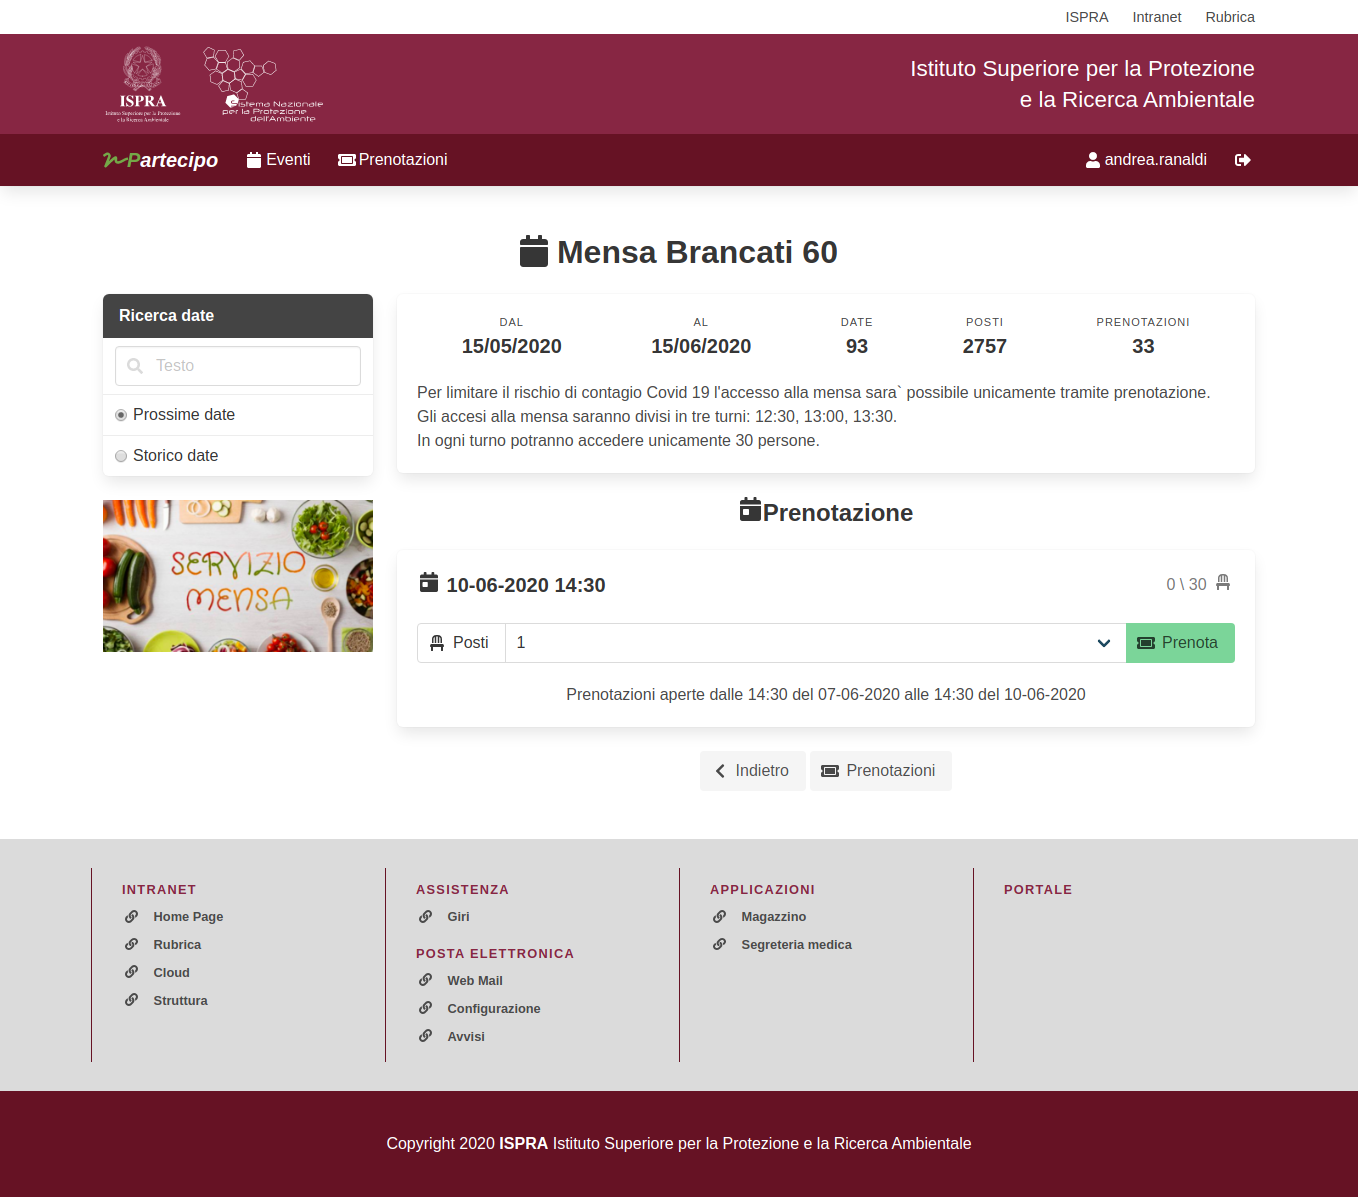 ISPRA Intranet Rubrica
ISPRA
Istituto Superiore per la Protezione
e la Ricerca Ambientale
Sistema Nazionale
per la Protezione
dell'Ambiente
Istituto Superiore per la Protezione
e la Ricerca Ambientale
Partecipo Eventi Prenotazioni andrea.ranaldi
Mensa Brancati 60
Ricerca date
Testo
Prossime date
Storico date
SERVIZIO
MENSA
DAL AL DATE POSTI PRENOTAZIONI
15/05/2020 15/06/2020 93 2757 33
Per limitare il rischio di contagio Covid 19 l'accesso alla mensa sara` possibile unicamente tramite prenotazione.
Gli accesi alla mensa saranno divisi in tre turni: 12:30, 13:00, 13:30.
In ogni turno potranno accedere unicamente 30 persone.
Prenotazione
10-06-2020 14:30 0 \ 30
Posti 1 Prenota
Prenotazioni aperte dalle 14:30 del 07-06-2020 alle 14:30 del 10-06-2020
Indietro Prenotazioni
INTRANET
Home Page
Rubrica
Cloud
Struttura
ASSISTENZA
Giri
POSTA ELETTRONICA
Web Mail
Configurazione
Avvisi
APPLICAZIONI
Magazzino
Segreteria medica
PORTALE
Copyright 2020 ISPRA Istituto Superiore per la Protezione e la Ricerca Ambientale